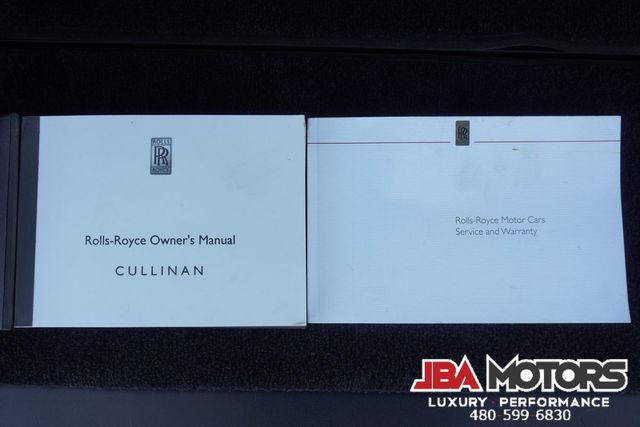 ROLLS
RR
ROYCE
Rolls-Royce Owner's Manual
CULLINAN
RR
Rolls-Royce Motor Cars
Service and Warranty
JBA MOTORS
LUXURY · PERFORMANCE
480-599-6830